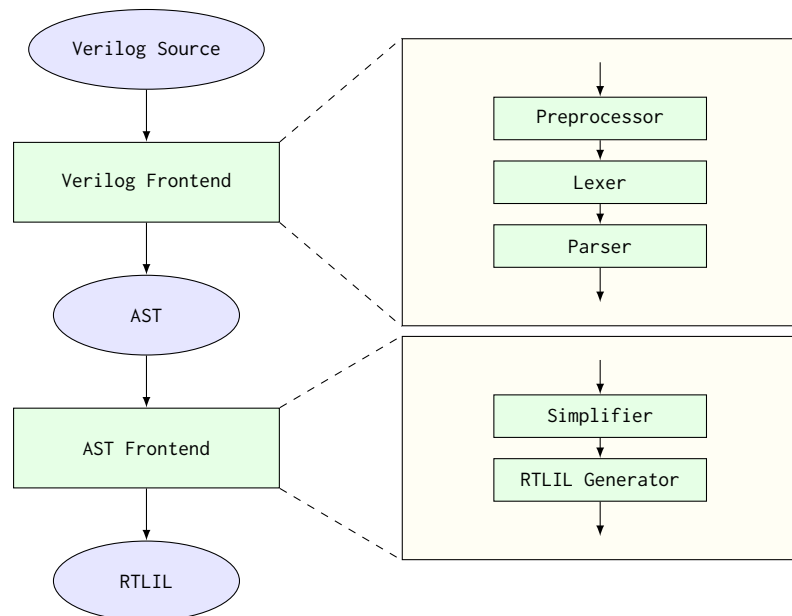 Verilog Source
Verilog Frontend
AST
AST Frontend
RTLIL
Preprocessor
Lexer
Parser
Simplifier
RTLIL Generator